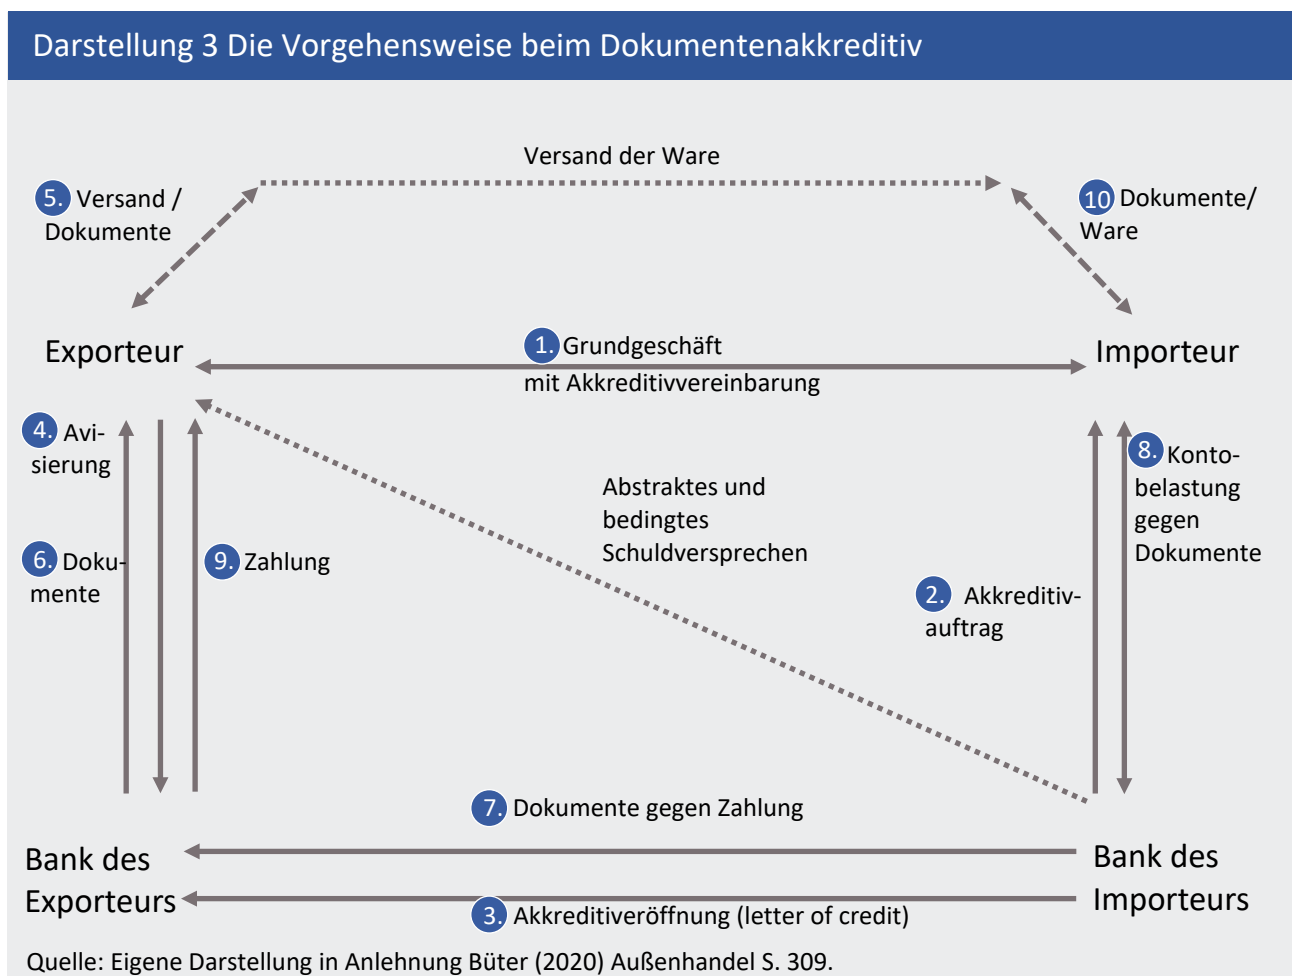 Darstellung 3 Die Vorgehensweise beim Dokumentenakkreditiv
Versand der Ware
5. Versand /
Dokumente
10 Dokumente/
Ware
Exporteur
1. Grundgeschäft
mit Akkreditivvereinbarung
Importeur
4. Avi-
sierung
6. Doku-
mente
9. Zahlung
Abstraktes und
bedingtes
Schuldversprechen
2. Akkreditiv-
auftrag
8. Konto-
belastung
gegen
Dokumente
7. Dokumente gegen Zahlung
Bank des
Exporteurs
Bank des
Importeurs
3. Akkreditiveröffnung (letter of credit)
Quelle: Eigene Darstellung in Anlehnung Büter (2020) Außenhandel S. 309.